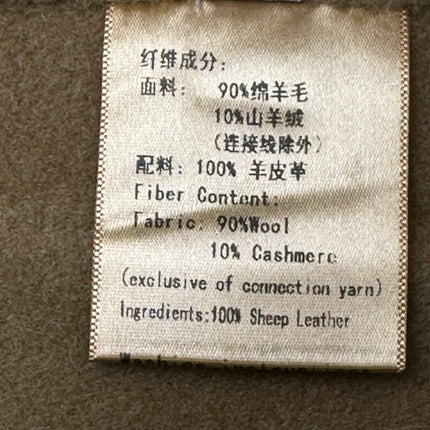 纤维成分:
面料: 90%绵羊毛
10%山羊绒
(连接线除外)
配料: 100% 羊皮革
Fiber Content:
Fabric: 90%Wool
10% Cashmere
(exclusive of connection yarn)
Ingredients:100% Sheep Leather